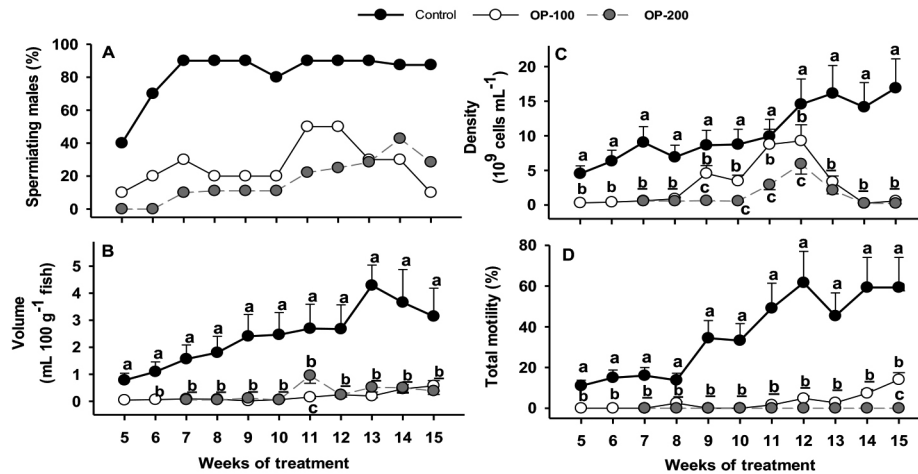 Control OP-100 OP-200
A
Spermiating males (%)
100
80
60
40
20
0
B
Volume
(mL 100 g-1 fish)
5
4
3
2
1
0
a a a a a a a a a a a
b b b b b b b b b b
c
5 6 7 8 9 10 11 12 13 14 15
Weeks of treatment
C
Density
(10⁹ cells mL⁻¹)
20
15
10
5
0
a a a a a a a a a a a
b b b b b b b b b b b
c c c c
D
Total motility (%)
80
60
40
20
0
a a a a a a a a a a a
b b b b b b b b b b b
c
5 6 7 8 9 10 11 12 13 14 15
Weeks of treatment